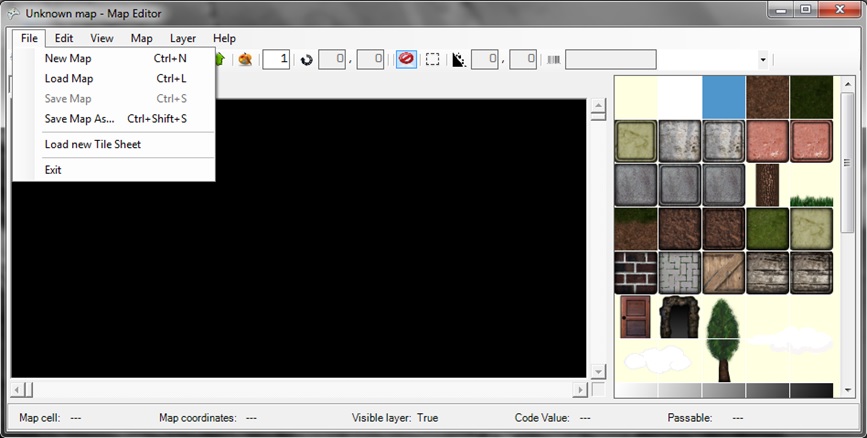 Unknown map - Map Editor
File Edit View Map Layer Help
New Map Ctrl+N
Load Map Ctrl+L
Save Map Ctrl+S
Save Map As... Ctrl+Shift+S
Load new Tile Sheet
Exit
1 0 , 0 0 , 0
Map cell: --- Map coordinates: --- Visible layer: True Code Value: --- Passable: ---